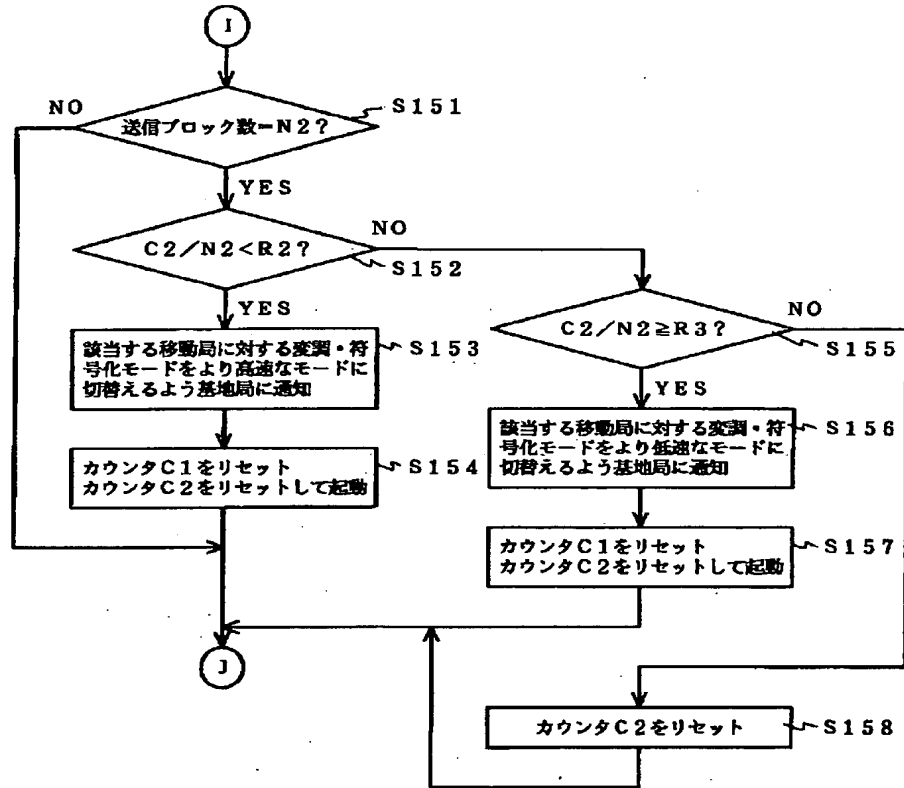 I
NO
送信ブロック数=N2?
S151
YES
C2/N2<R2?
NO
S152
YES
該当する移動局に対する変調・符
号化モードをより高速なモードに
切替えるよう基地局に通知
S153
カウンタC1をリセット
カウンタC2をリセットして起動
S154
J
C2/N2≧R3?
NO
S155
YES
該当する移動局に対する変調・符
号化モードをより低速なモードに
切替えるよう基地局に通知
S156
カウンタC1をリセット
カウンタC2をリセットして起動
S157
カウンタC2をリセット
S158